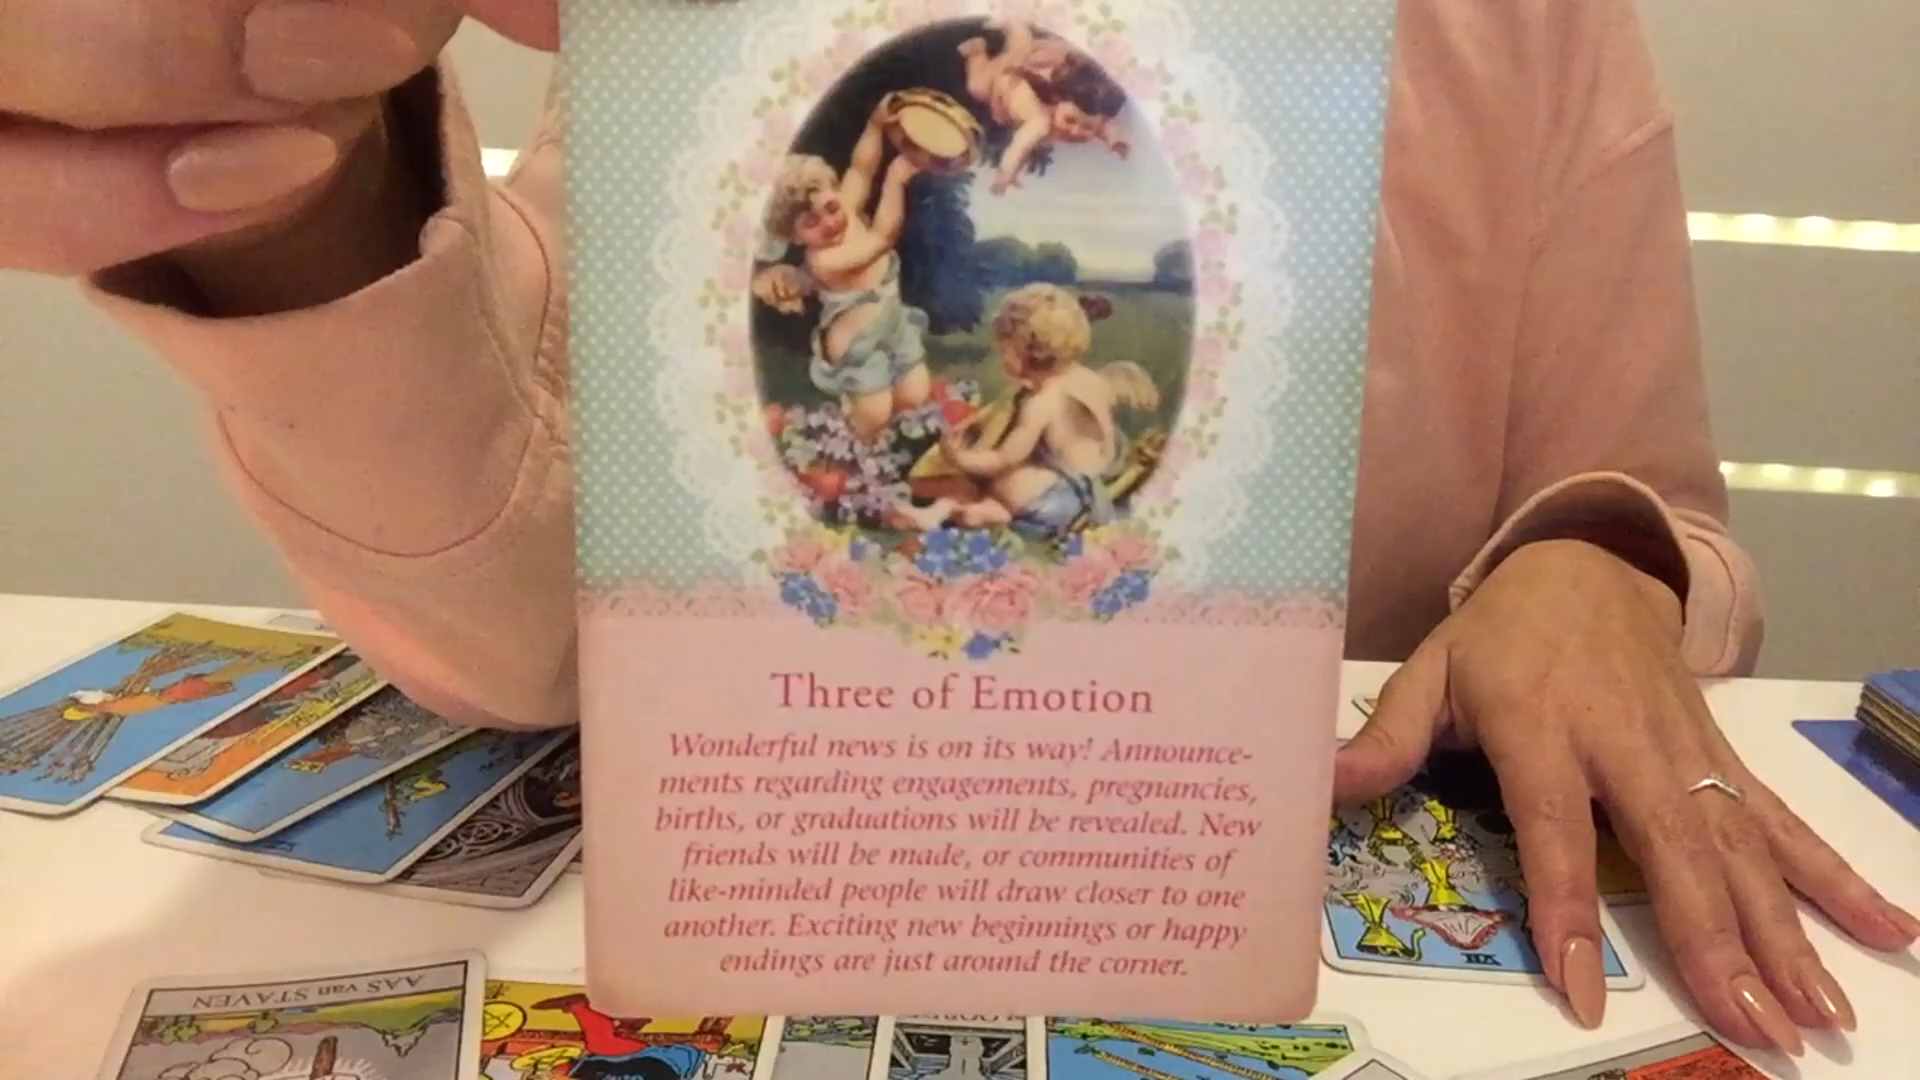 Three of Emotion
Wonderful news is on its way! Announce-
ments regarding engagements, pregnancies,
births, or graduations will be revealed. New
friends will be made, or communities of
like-minded people will draw closer to one
another. Exciting new beginnings or happy
endings are just around the corner.
AAS van STAVEN
VII